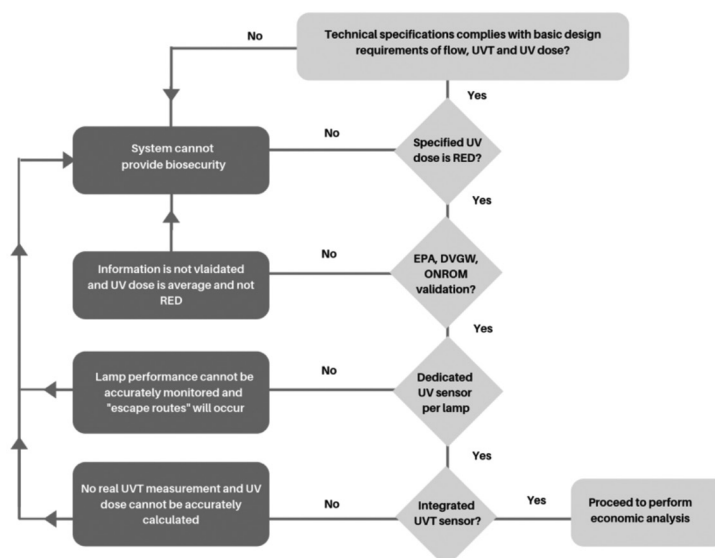 Technical specifications complies with basic design
requirements of flow, UVT and UV dose?
No
Yes
System cannot
provide biosecurity
No
Specified UV
dose is RED?
Yes
Information is not vlaidated
and UV dose is average and not
RED
No
EPA, DVGW,
ONROM
validation?
Yes
Lamp performance cannot be
accurately monitored and
"escape routes" will occur
No
Dedicated
UV sensor
per lamp
Yes
No real UVT measurement and UV
dose cannot be accurately
calculated
No
Integrated
UVT sensor?
Yes
Proceed to perform
economic analysis